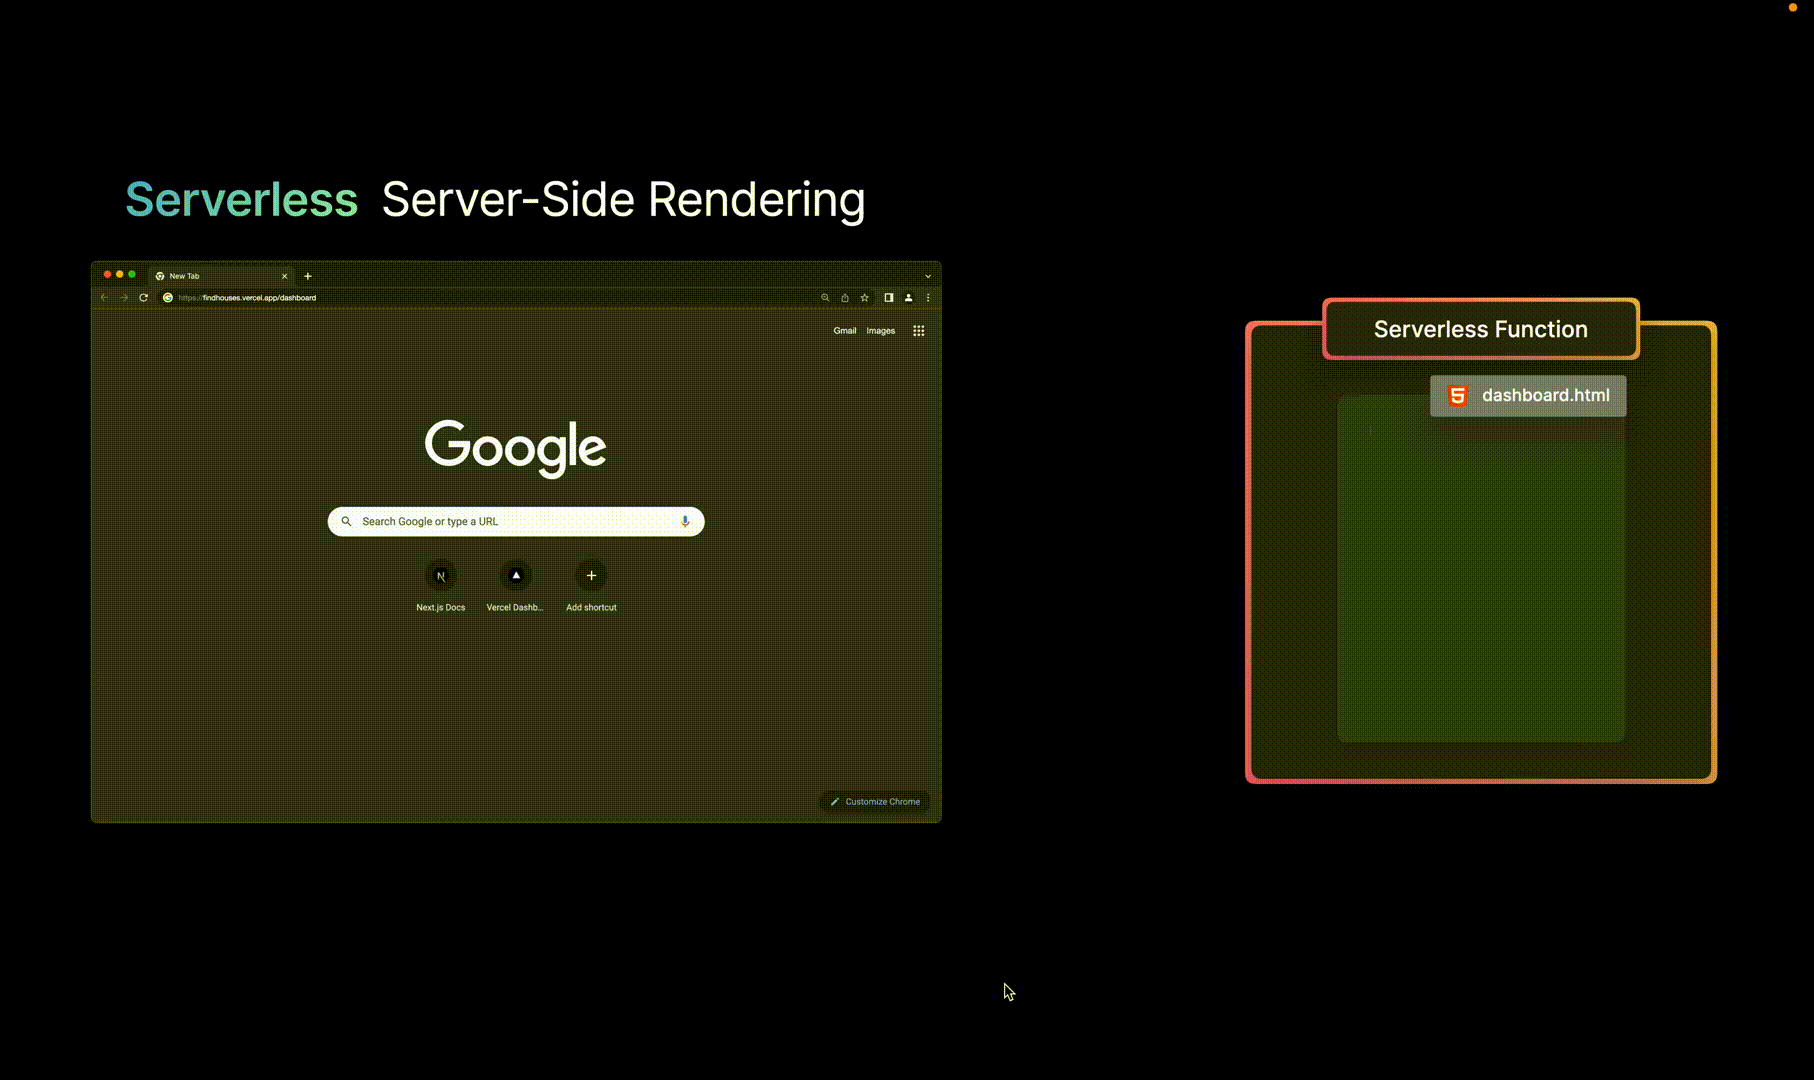 Serverless Server-Side Rendering
New Tab
https://findhouses.vercel.app/dashboard
Gmail Images
Google
Search Google or type a URL
N
Next.js Docs Vercel Dashb... Add shortcut
Customize Chrome
Serverless Function
5 dashboard.html